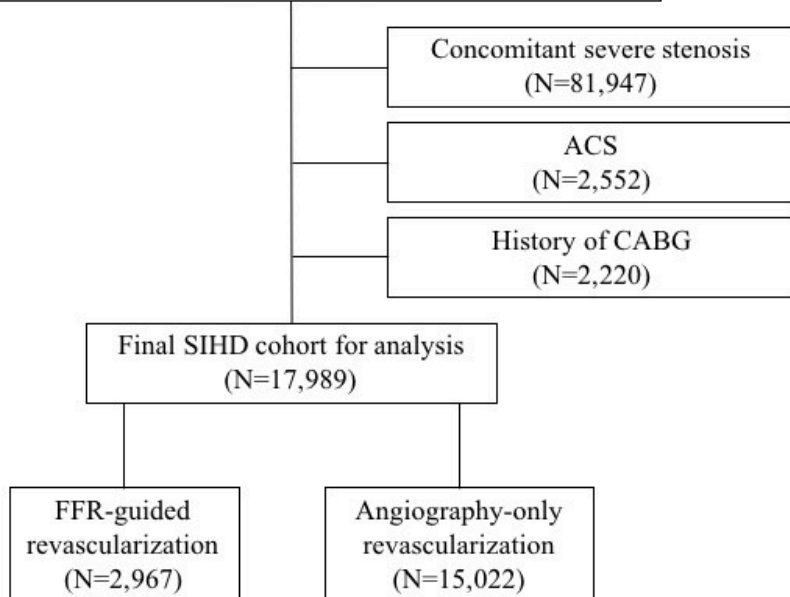 Concomitant severe stenosis
(N=81,947)
ACS
(N=2,552)
History of CABG
(N=2,220)
Final SIHD cohort for analysis
(N=17,989)
FFR-guided
revascularization
(N=2,967)
Angiography-only
revascularization
(N=15,022)